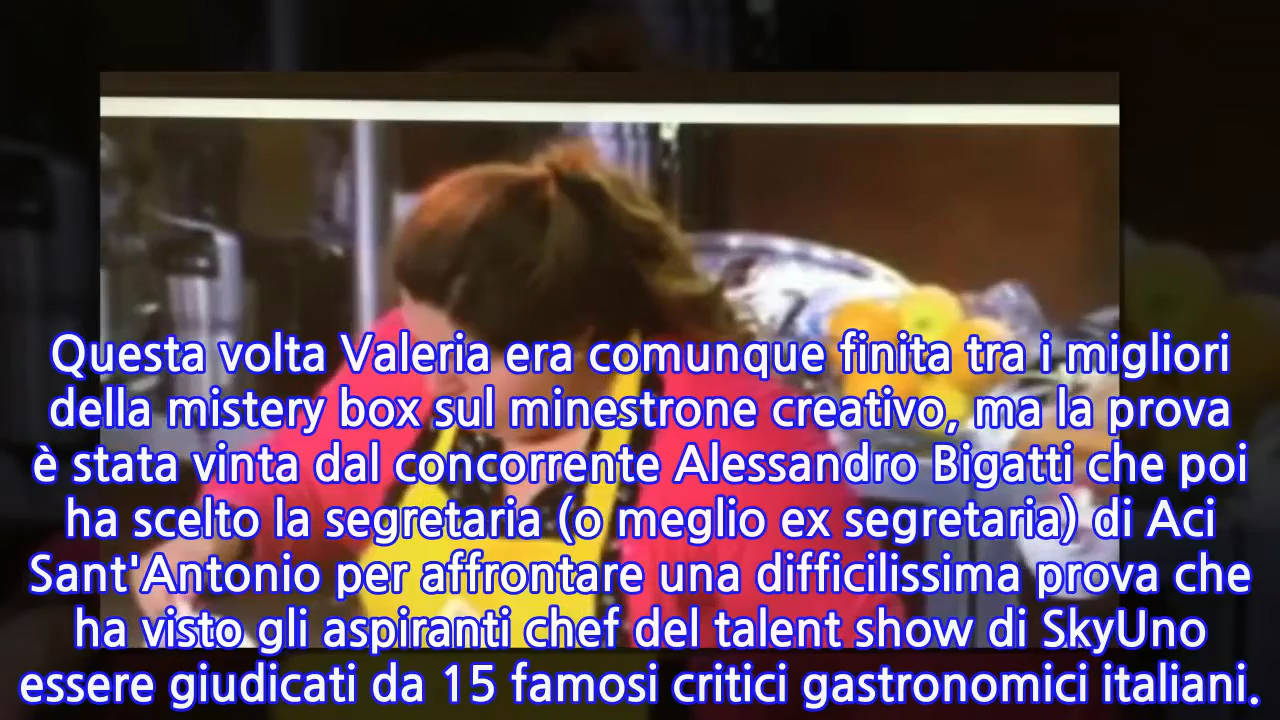 Questa volta Valeria era comunque finita tra i migliori
della mistery box sul minestrone creativo, ma la prova
è stata vinta dal concorrente Alessandro Bigatti che poi
ha scelto la segretaria (o meglio ex segretaria) di Aci
Sant'Antonio per affrontare una difficilissima prova che
ha visto gli aspiranti chef del talent show di SkyUno
essere giudicati da 15 famosi critici gastronomici italiani.